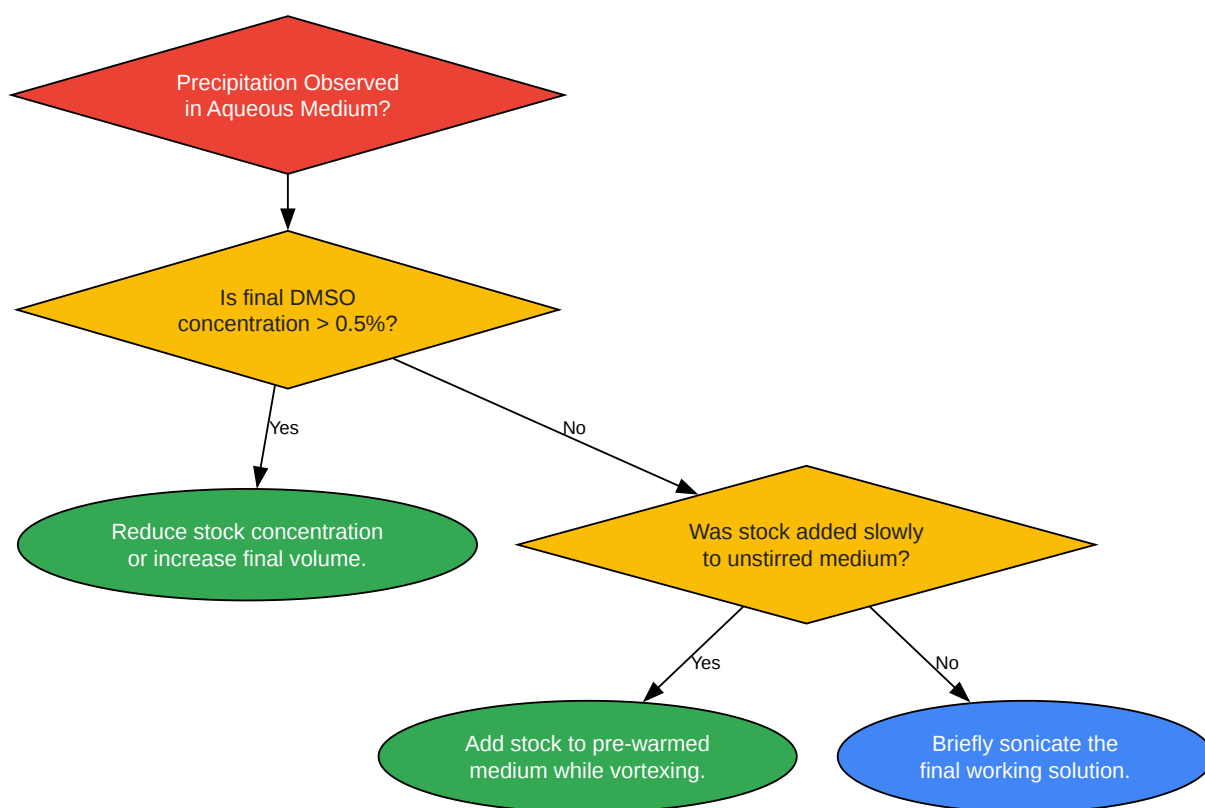 Precipitation Observed
in Aqueous Medium?
Is final DMSO
concentration > 0.5%?
Yes
No
Reduce stock concentration
or increase final volume.
Was stock added slowly
to unstirred medium?
Yes
No
Add stock to pre-warmed
medium while vortexing.
Briefly sonicate the
final working solution.